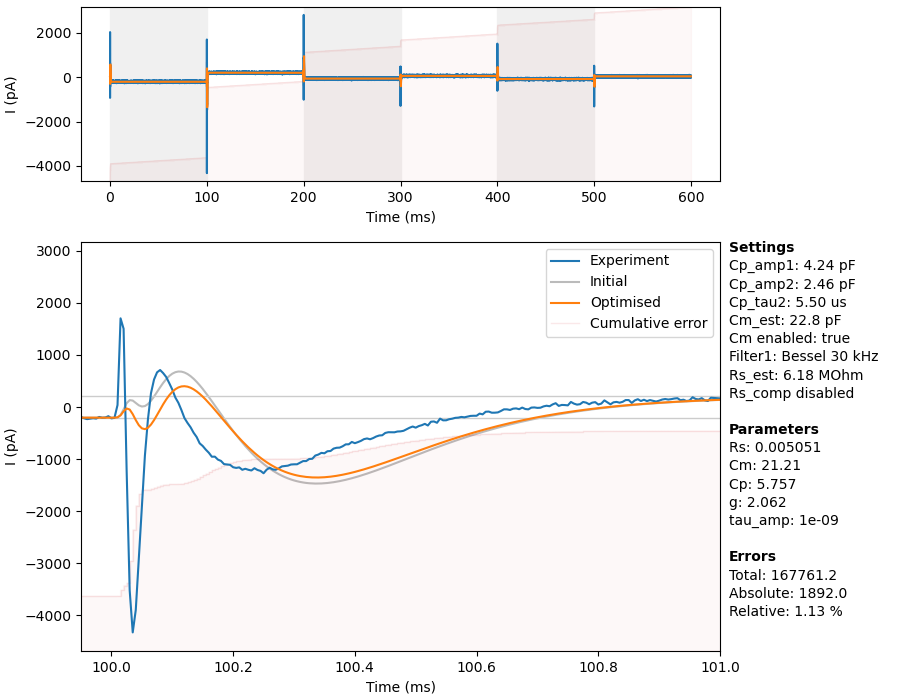 2000
0
−2000
−4000
I (pA)
0 100 200 300 400 500 600
Time (ms)
3000
2000
1000
0
−1000
−2000
−3000
−4000
I (pA)
Experiment
Initial
Optimised
Cumulative error
100.0 100.2 100.4 100.6 100.8 101.0
Time (ms)
Settings
Cp_amp1: 4.24 pF
Cp_amp2: 2.46 pF
Cp_tau2: 5.50 us
Cm_est: 22.8 pF
Cm enabled: true
Filter1: Bessel 30 kHz
Rs_est: 6.18 MOhm
Rs_comp disabled
Parameters
Rs: 0.005051
Cm: 21.21
Cp: 5.757
g: 2.062
tau_amp: 1e-09
Errors
Total: 167761.2
Absolute: 1892.0
Relative: 1.13 %